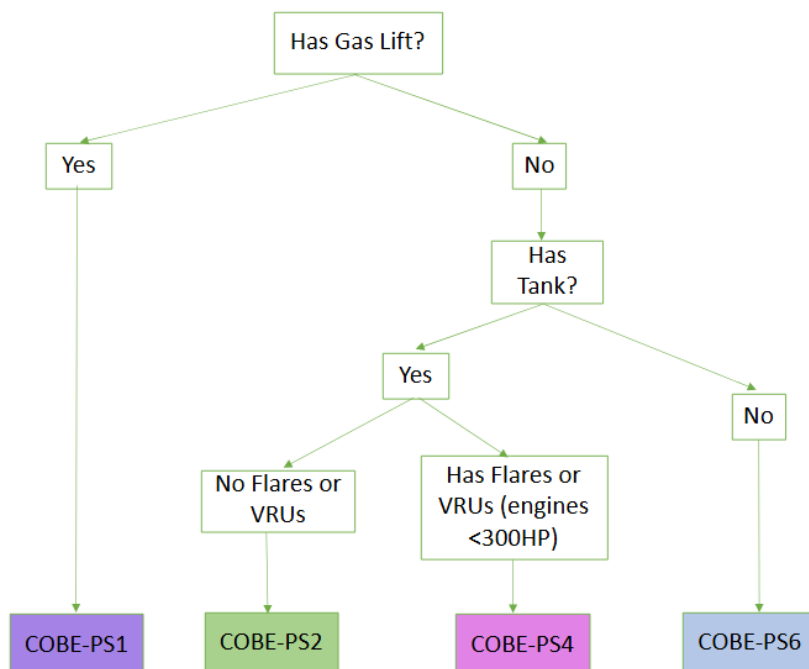 Has Gas Lift?
Yes
No
Has
Tank?
Yes
No
No Flares or
VRUs
Has Flares or
VRUs (engines
<300HP)
COBE-PS1
COBE-PS2
COBE-PS4
COBE-PS6